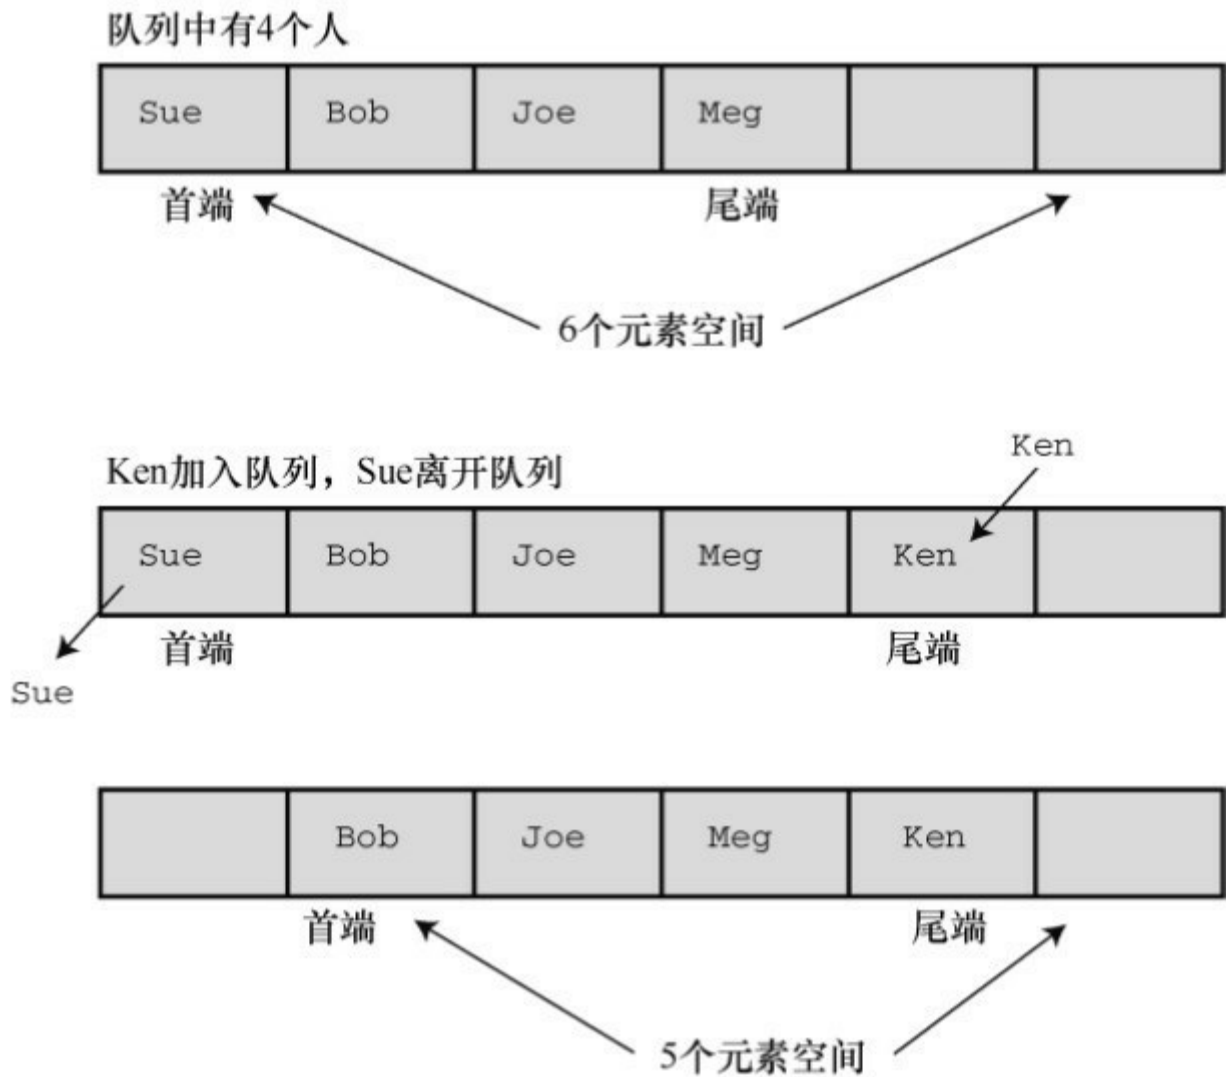 队列中有4个人
Sue Bob Joe Meg
首端 尾端
6个元素空间
Ken
Ken加入队列，Sue离开队列
Sue Bob Joe Meg Ken
首端 尾端
Sue
Bob Joe Meg Ken
首端 尾端
5个元素空间